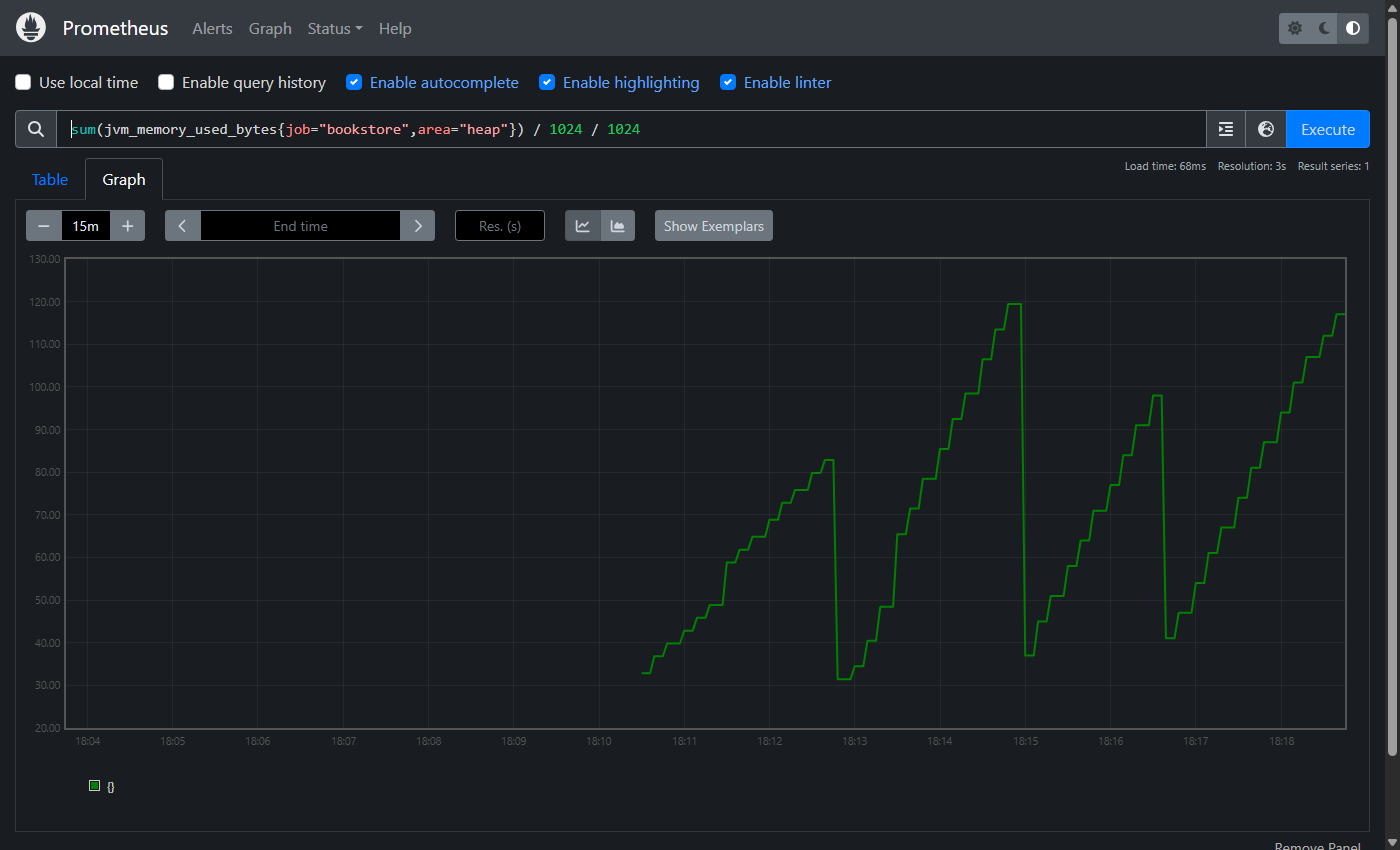 Prometheus Alerts Graph Status Help
Use local time Enable query history Enable autocomplete Enable highlighting Enable linter
sum(jvm_memory_used_bytes{job="bookstore",area="heap"}) / 1024 / 1024 Execute
Load time: 68ms Resolution: 3s Result series: 1
Table Graph
− 15m + End time Res. (s) Show Exemplars
130.00
120.00
110.00
100.00
90.00
80.00
70.00
60.00
50.00
40.00
30.00
20.00
18:04 18:05 18:06 18:07 18:08 18:09 18:10 18:11 18:12 18:13 18:14 18:15 18:16 18:17 18:18
{}
Remove Panel